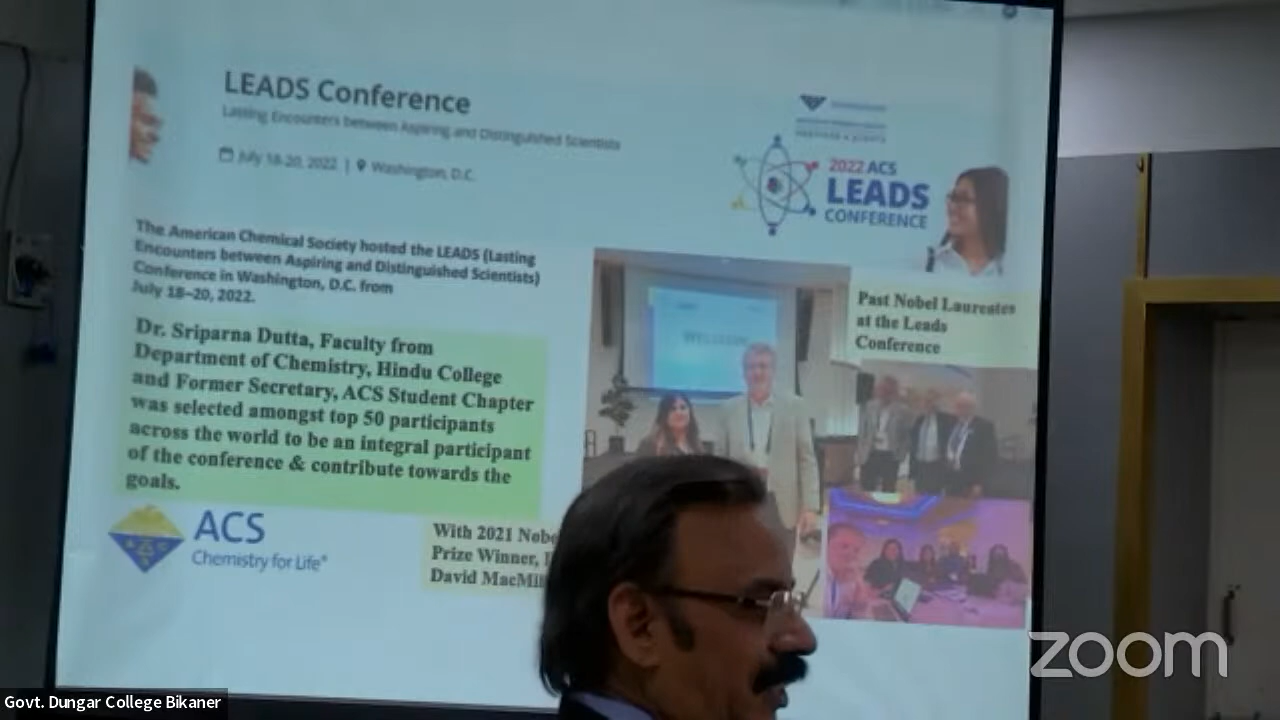 LEADS Conference
Lasting Encounters between Aspiring and Distinguished Scientists
July 18-20, 2022 | Washington, D.C.
2022 ACS
LEADS
CONFERENCE
The American Chemical Society hosted the LEADS (Lasting
Encounters between Aspiring and Distinguished Scientists)
Conference in Washington, D.C. from
July 18–20, 2022.
Past Nobel Laureates
at the Leads
Conference
WELCOME
Dr. Sriparna Dutta, Faculty from
Department of Chemistry, Hindu College
and Former Secretary, ACS Student Chapter
was selected amongst top 50 participants
across the world to be an integral participant
of the conference & contribute towards the
goals.
ACS
Chemistry for Life®
With 2021 Nobe
Prize Winner,
David MacMil
zoom
Govt. Dungar College Bikaner